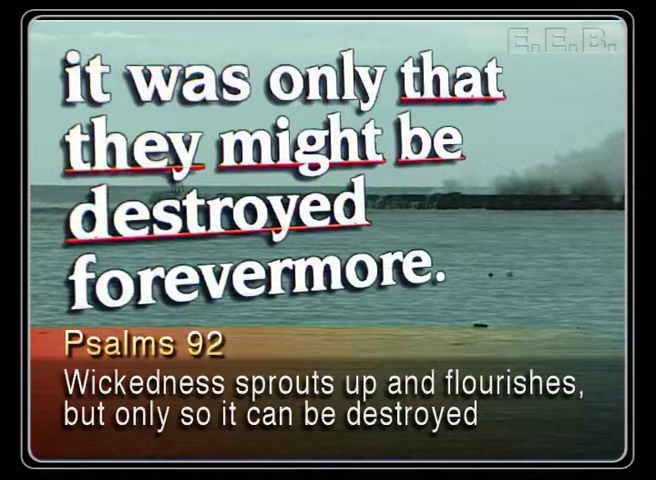 E.E.B.
it was only that
they might be
destroyed
forevermore.
Psalms 92
Wickedness sprouts up and flourishes,
but only so it can be destroyed